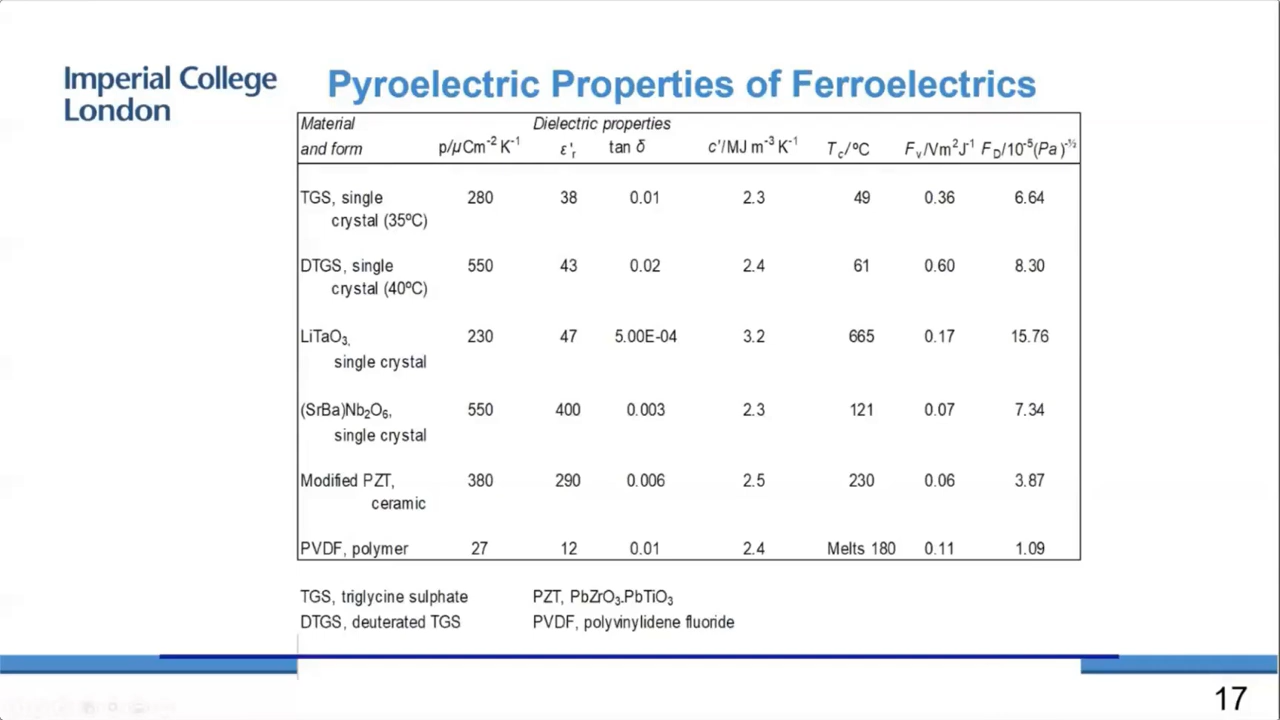 Imperial College
London
Pyroelectric Properties of Ferroelectrics
Material Dielectric properties
and form p/μCm⁻² K⁻¹ ε'ᵣ tan δ c'/MJ m⁻³ K⁻¹ T_c/ºC F_v/Vm²J⁻¹ F_D/10⁻⁵(Pa)⁻½
TGS, single 280 38 0.01 2.3 49 0.36 6.64
crystal (35ºC)
DTGS, single 550 43 0.02 2.4 61 0.60 8.30
crystal (40ºC)
LiTaO₃, 230 47 5.00E-04 3.2 665 0.17 15.76
single crystal
(SrBa)Nb₂O₆, 550 400 0.003 2.3 121 0.07 7.34
single crystal
Modified PZT, 380 290 0.006 2.5 230 0.06 3.87
ceramic
PVDF, polymer 27 12 0.01 2.4 Melts 180 0.11 1.09
TGS, triglycine sulphate PZT, PbZrO₃-PbTiO₃
DTGS, deuterated TGS PVDF, polyvinylidene fluoride
17